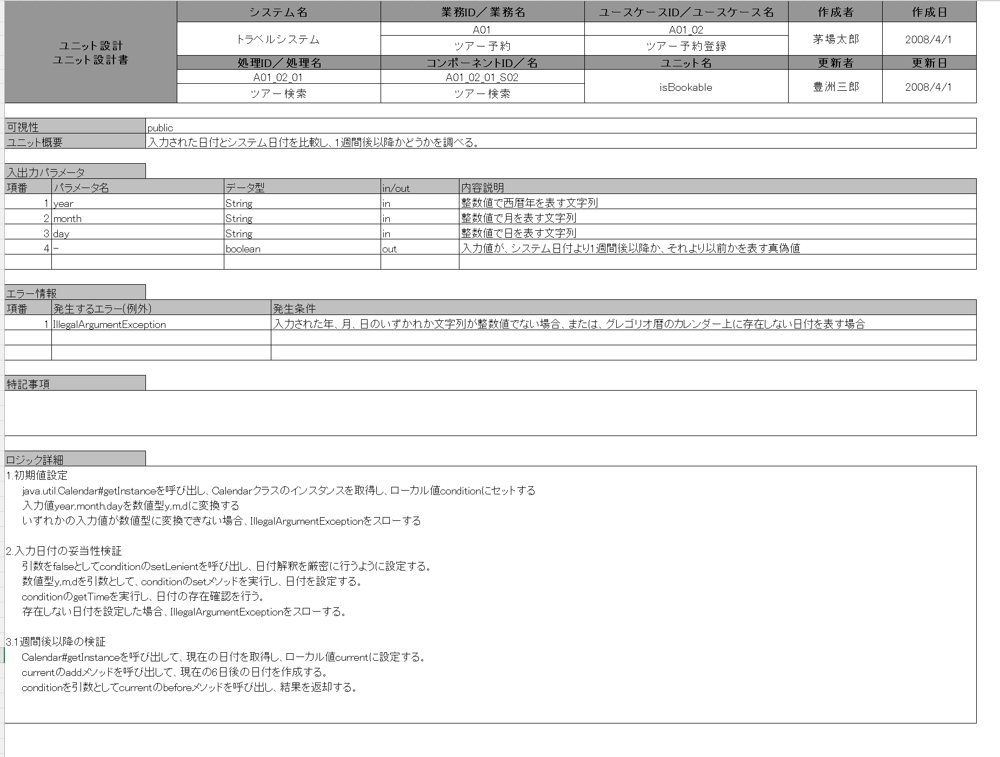 ユニット設計
ユニット設計書
システム名 業務ID／業務名 ユースケースID／ユースケース名 作成者 作成日
トラベルシステム A01 A01_02 茅場太郎 2008/4/1
ツアー予約 ツアー予約登録
処理ID／処理名 コンポーネントID／名 ユニット名 更新者 更新日
A01_02_01 A01_02_01_S02 isBookable 豊洲三郎 2008/4/1
ツアー検索 ツアー検索
可視性 public
ユニット概要 入力された日付とシステム日付を比較し、1週間後以降かどうかを調べる。
入出力パラメータ
項番 パラメータ名 データ型 in/out 内容説明
1 year String in 整数値で西暦年を表す文字列
2 month String in 整数値で月を表す文字列
3 day String in 整数値で日を表す文字列
4 - boolean out 入力値が、システム日付より1週間後以降か、それより以前かを表す真偽値
エラー情報
項番 発生するエラー(例外) 発生条件
1 IllegalArgumentException 入力された年、月、日のいずかれか文字列が整数値でない場合、または、グレゴリオ暦のカレンダー上に存在しない日付を表す場合
特記事項
ロジック詳細
1.初期値設定
java.util.Calendar#getInstanceを呼び出し、Calendarクラスのインスタンスを取得し、ローカル値conditionにセットする
入力値year,month,dayを数値型y,m,dに変換する
いずれかの入力値が数値型に変換できない場合、IllegalArgumentExceptionをスローする
2.入力日付の妥当性検証
引数をfalseとしてconditionのsetLenientを呼び出し、日付解釈を厳密に行うように設定する。
数値型y,m,dを引数として、conditionのsetメソッドを実行し、日付を設定する。
conditionのgetTimeを実行し、日付の存在確認を行う。
存在しない日付を設定した場合、IllegalArgumentExceptionをスローする。
3.1週間後以降の検証
Calendar#getInstanceを呼び出して、現在の日付を取得し、ローカル値currentに設定する。
currentのaddメソッドを呼び出して、現在の6日後の日付を作成する。
conditionを引数としてcurrentのbeforeメソッドを呼び出し、結果を返却する。